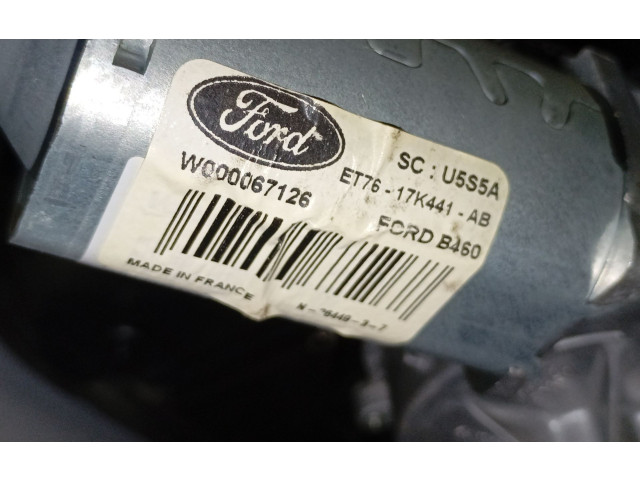 Ford
SC : U5S5A
W000067126
ET76 - 17K441 - AB
FORD B460
MADE IN FRANCE